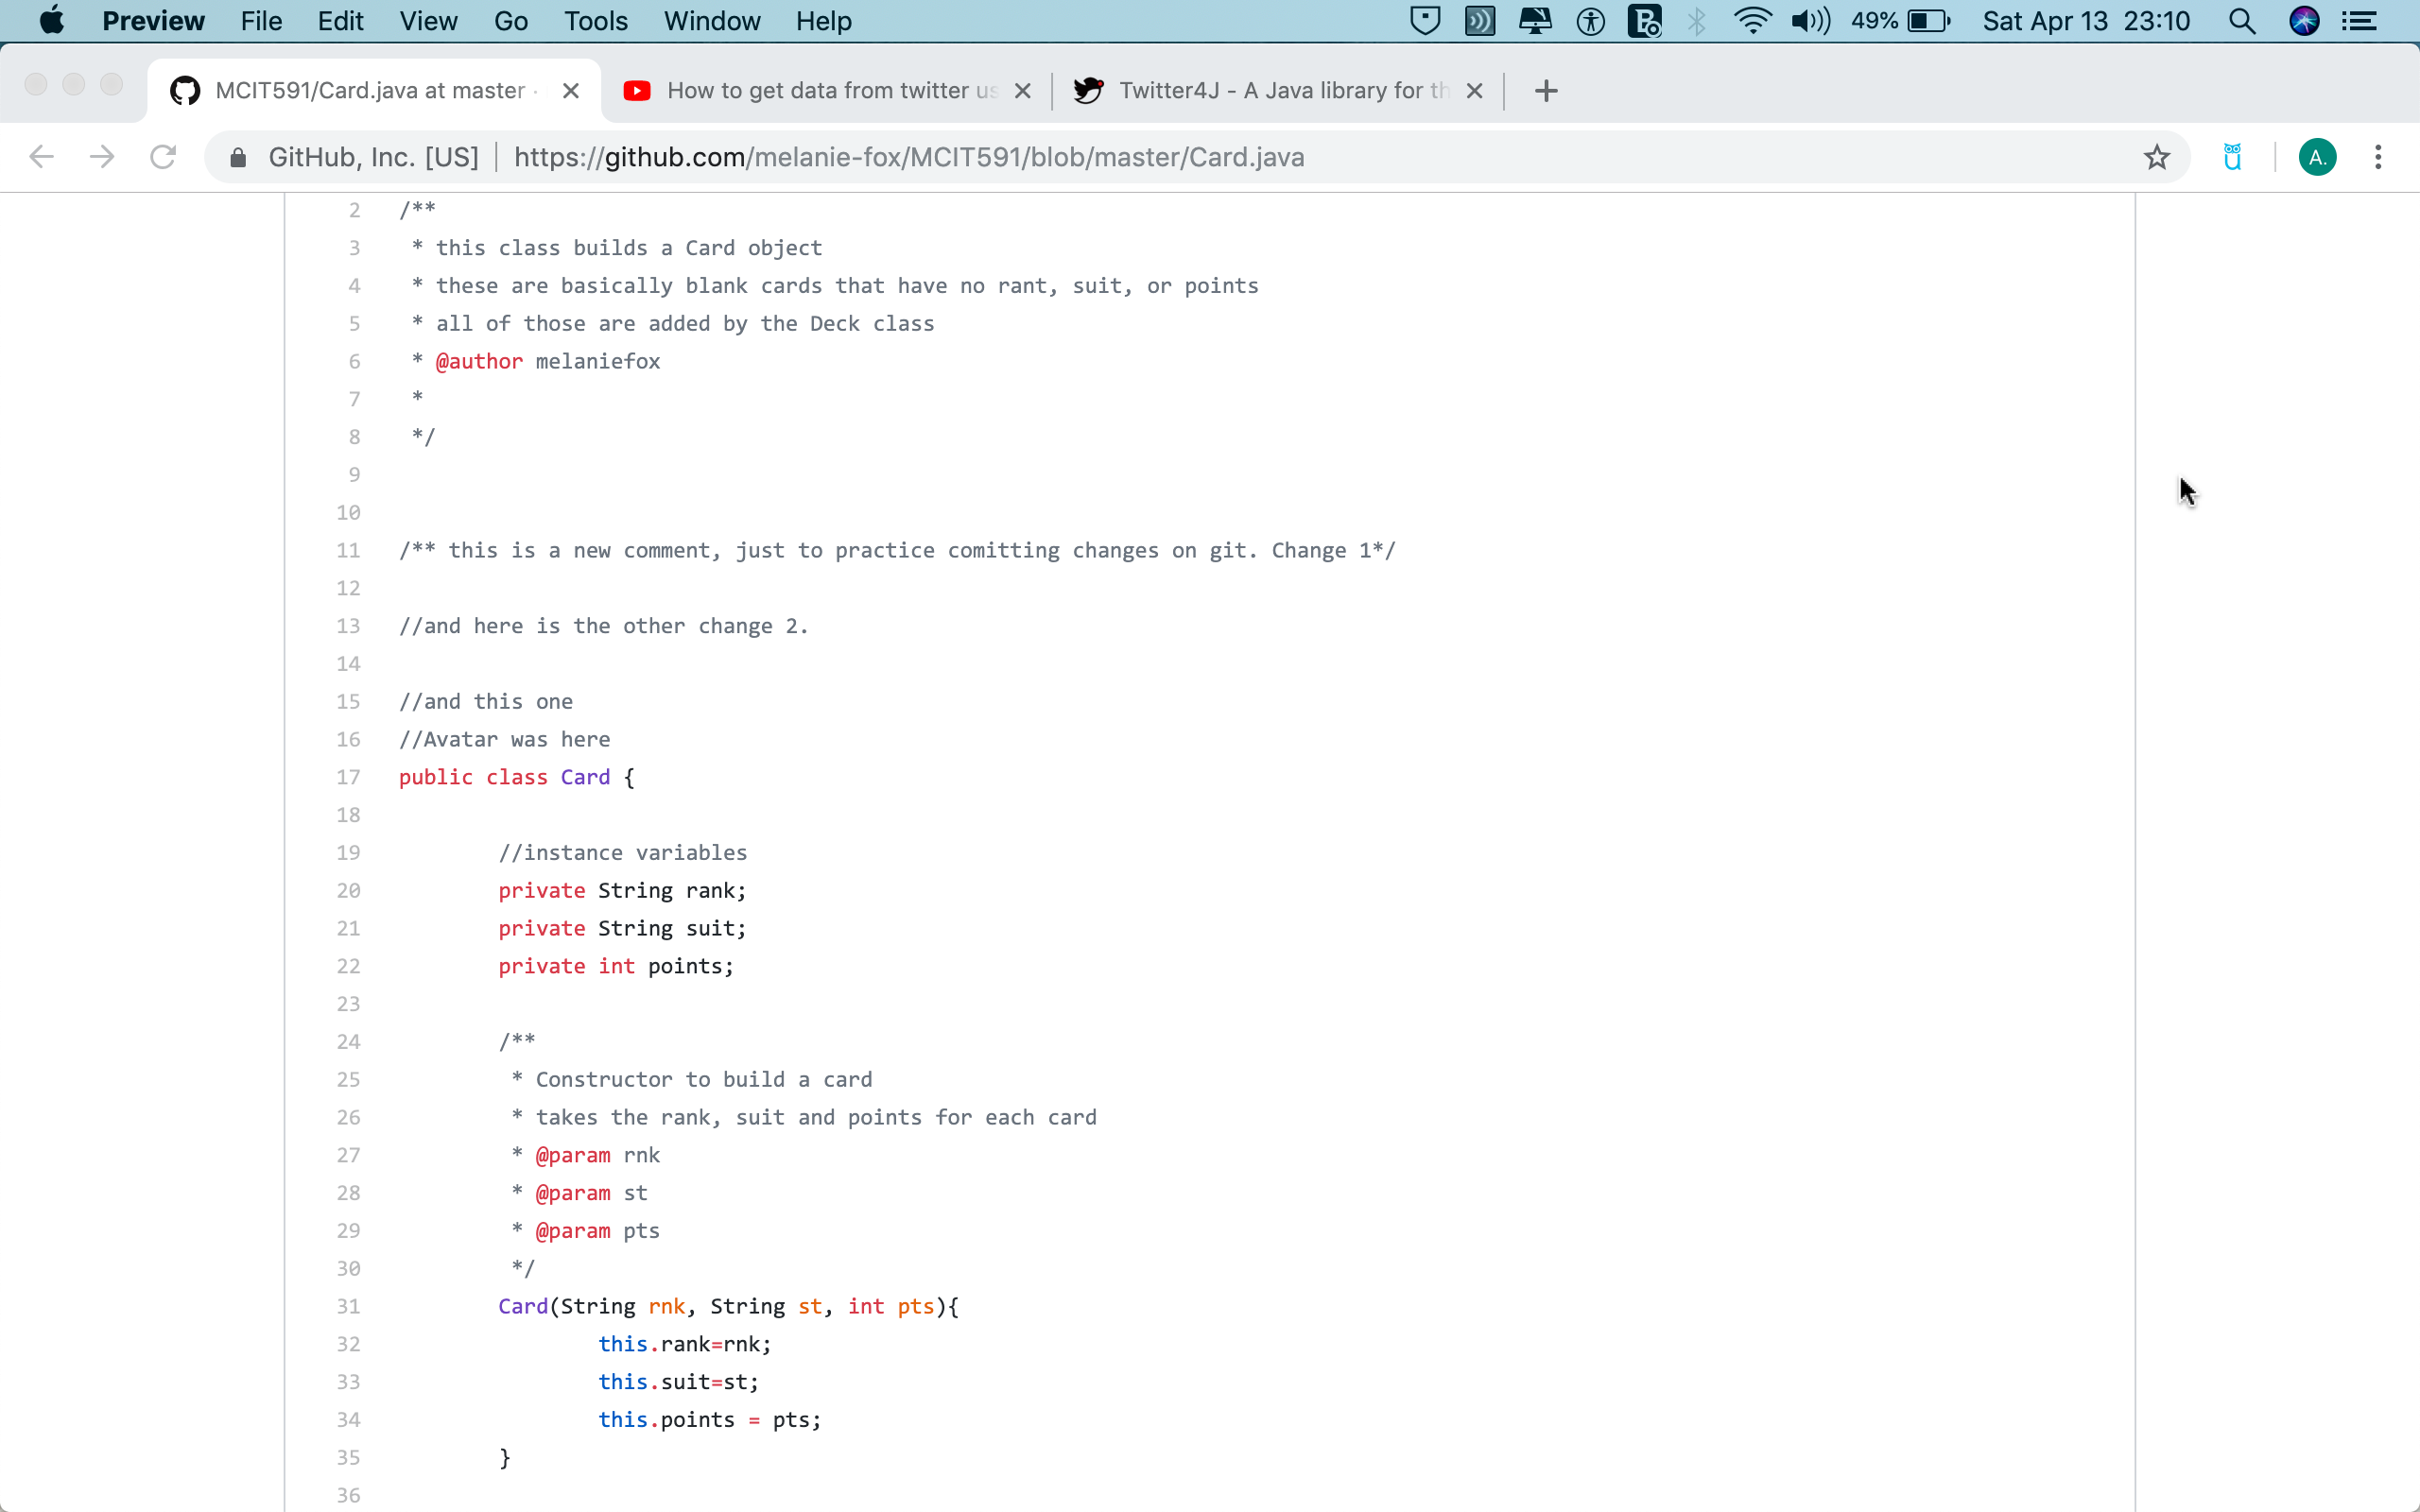 Preview File Edit View Go Tools Window Help 49% Sat Apr 13 23:10
MCIT591/Card.java at master · How to get data from twitter us Twitter4J - A Java library for th
GitHub, Inc. [US] https://github.com/melanie-fox/MCIT591/blob/master/Card.java A.
2 /**
3 * this class builds a Card object
4 * these are basically blank cards that have no rant, suit, or points
5 * all of those are added by the Deck class
6 * @author melaniefox
7 *
8 */
9
10
11 /** this is a new comment, just to practice comitting changes on git. Change 1*/
12
13 //and here is the other change 2.
14
15 //and this one
16 //Avatar was here
17 public class Card {
18
19 //instance variables
20 private String rank;
21 private String suit;
22 private int points;
23
24 /**
25 * Constructor to build a card
26 * takes the rank, suit and points for each card
27 * @param rnk
28 * @param st
29 * @param pts
30 */
31 Card(String rnk, String st, int pts){
32 this.rank=rnk;
33 this.suit=st;
34 this.points = pts;
35 }
36